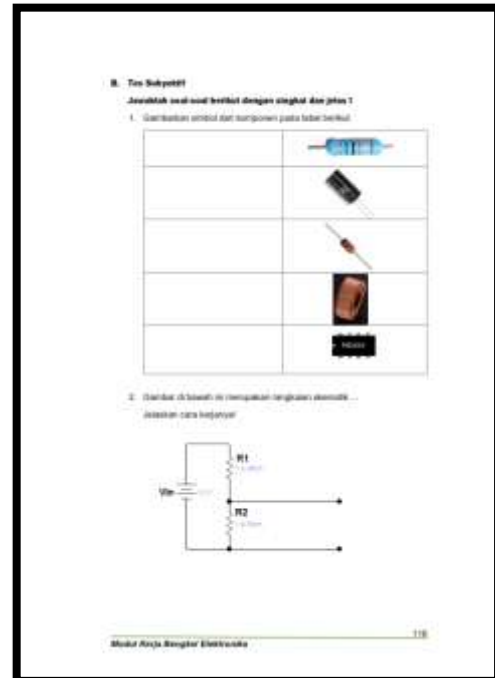 B. Tes Subyektif
Jawablah soal-soal berikut dengan singkat dan jelas !
1. Gambarkan simbol dari komponen pada tabel berikut
2. Gambar di bawah ini merupakan rangkaian skematik ...
Jelaskan cara kerjanya!
R1
Vin
R2
118
Modul Kerja Bengkel Elektronika